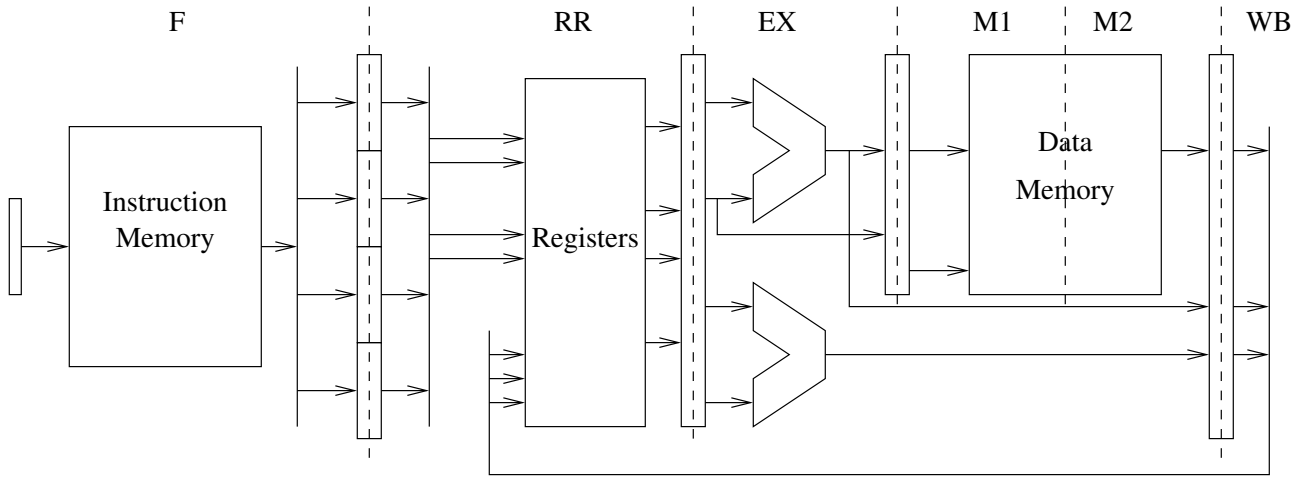 F RR EX M1 M2 WB
Instruction
Memory
Registers
Data
Memory